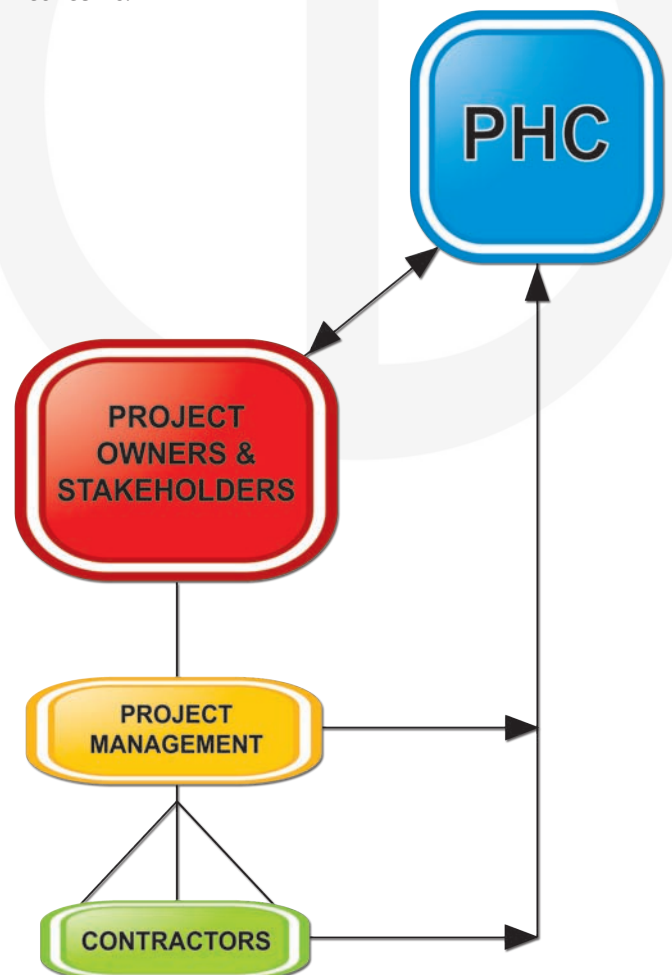 PHC
PROJECT
OWNERS &
STAKEHOLDERS
PROJECT
MANAGEMENT
CONTRACTORS